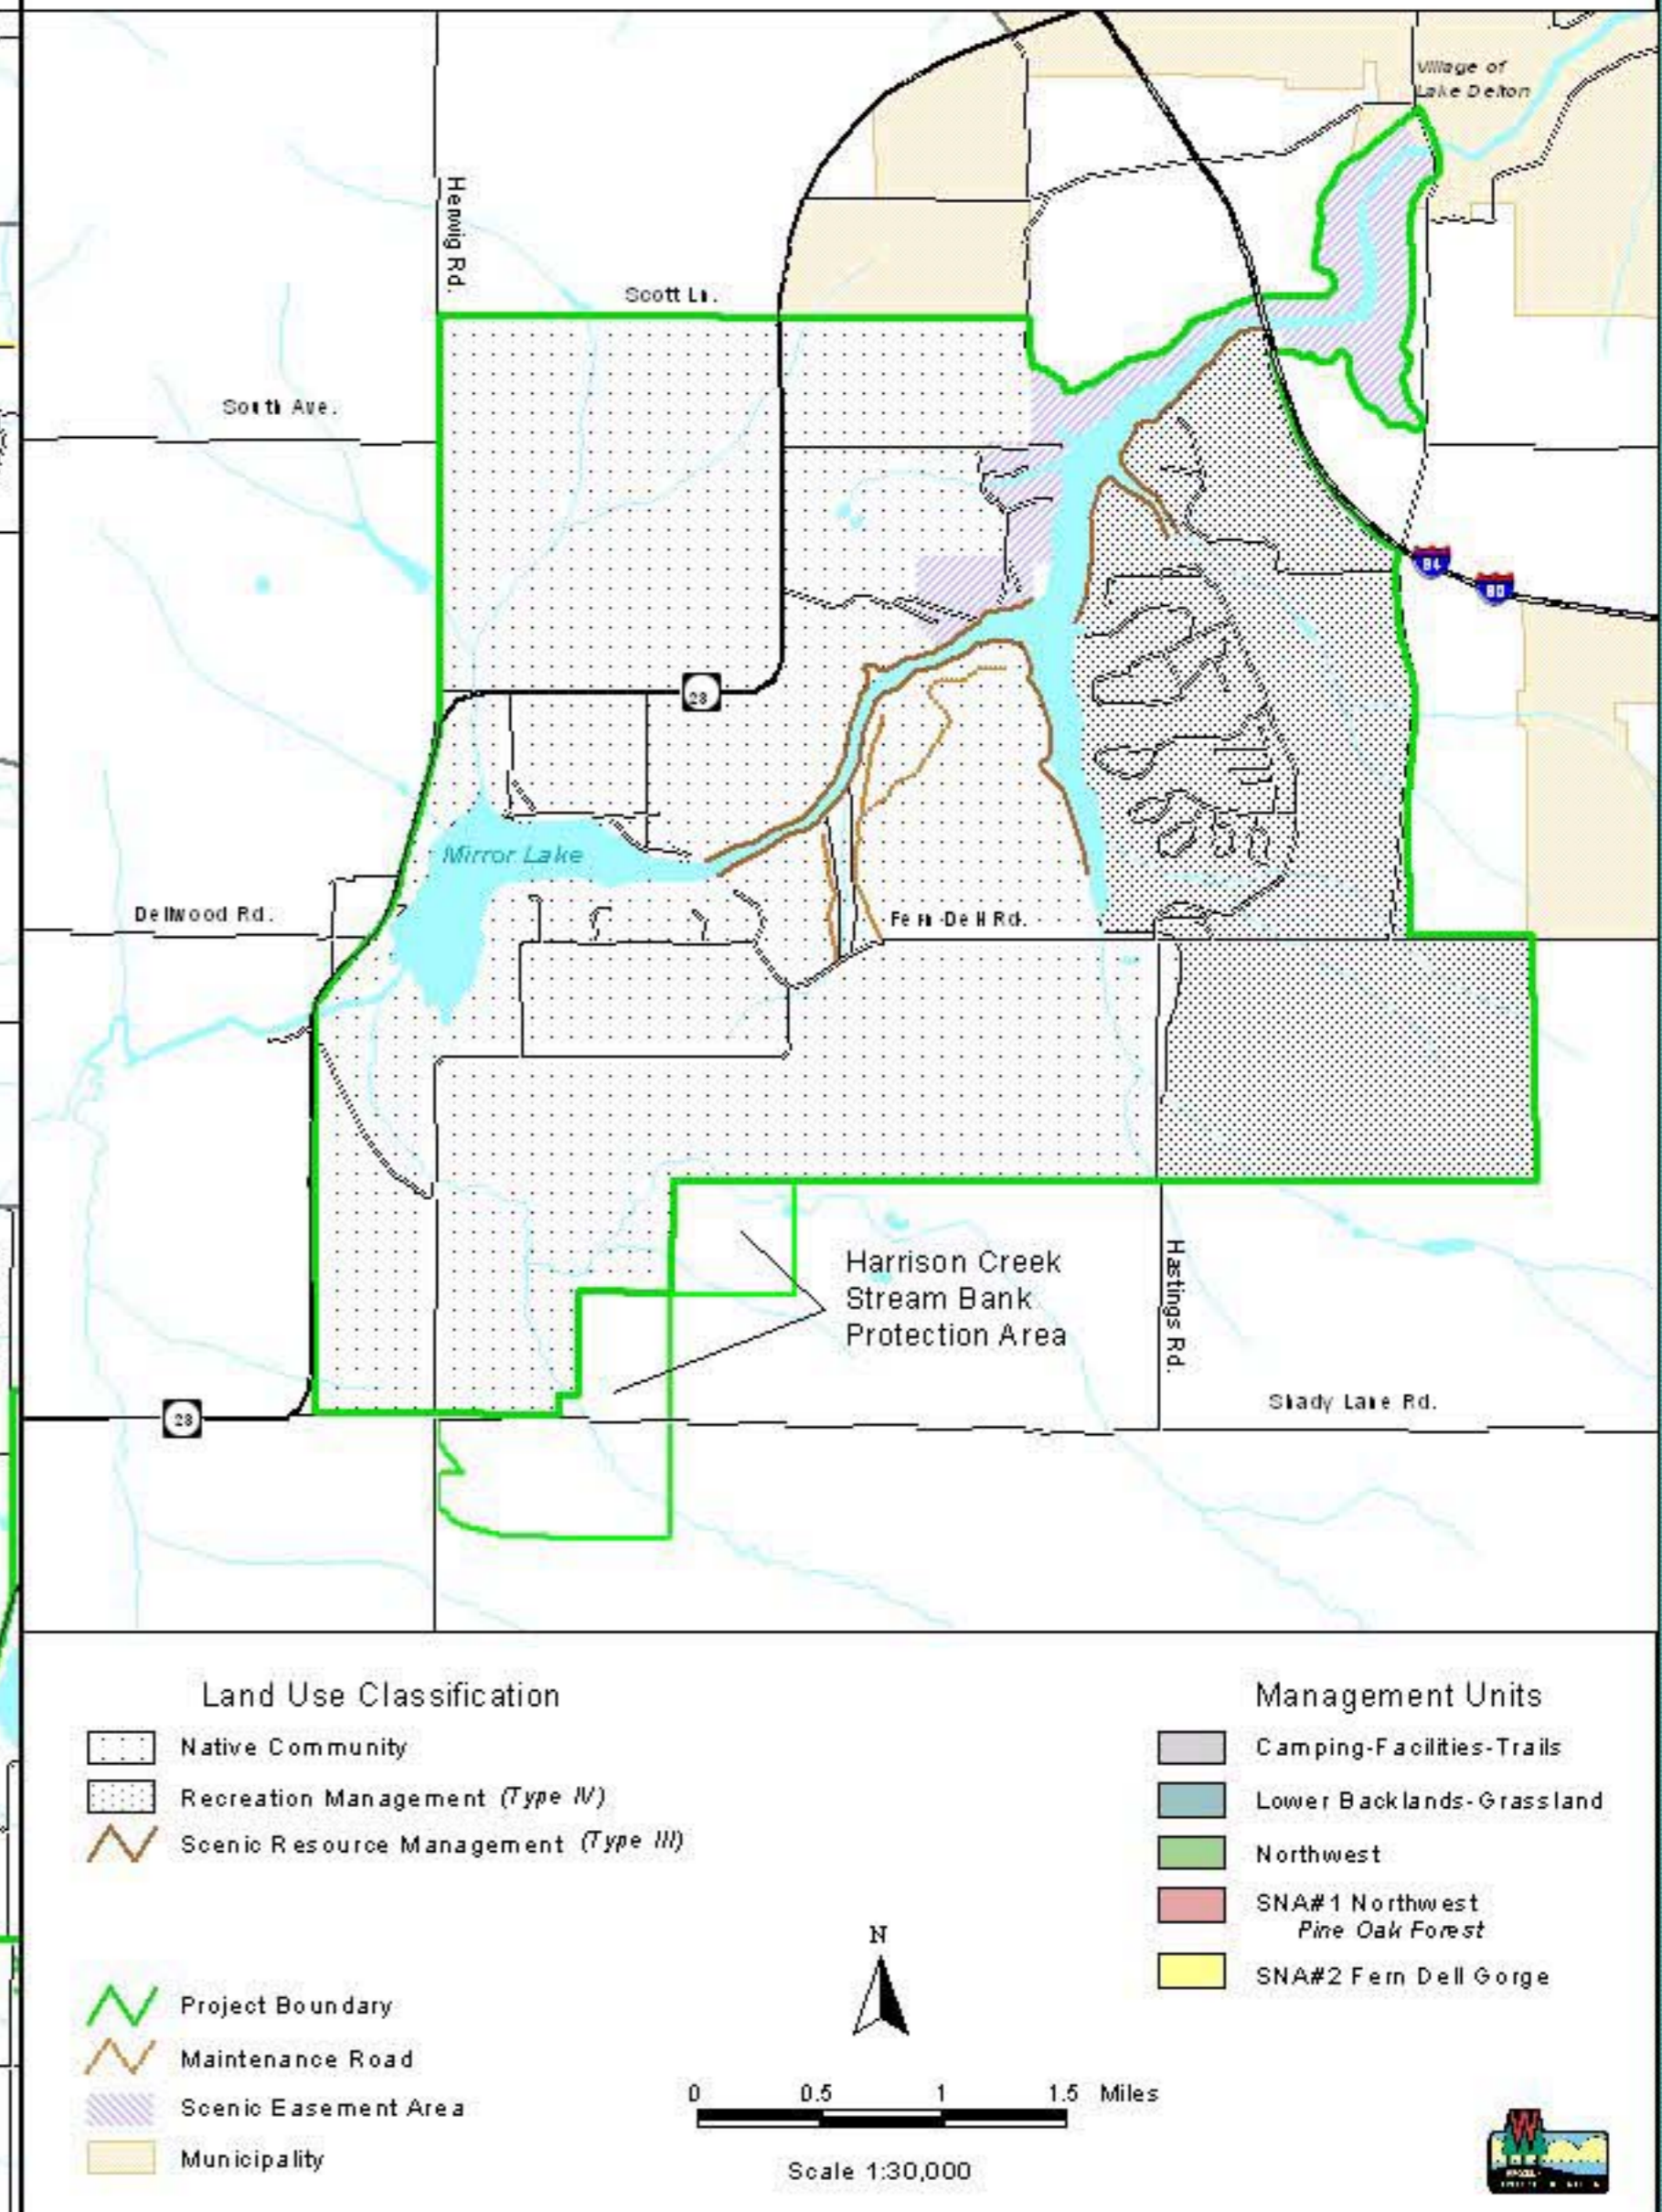 Village of
Lake Delton
Herwig Rd.
Scott Ln.
South Ave.
94
90
23
Mirror Lake
Dellwood Rd.
Fern-Dell Rd.
Harrison Creek
Stream Bank
Protection Area
Hastings Rd.
Shady Lane Rd.
23
Land Use Classification
Native Community
Recreation Management (Type IV)
Scenic Resource Management (Type III)
Project Boundary
Maintenance Road
Scenic Easement Area
Municipality
N
0 0.5 1 1.5 Miles
Scale 1:30,000
Management Units
Camping-Facilities-Trails
Lower Backlands-Grassland
Northwest
SNA#1 Northwest
Pine Oak Forest
SNA#2 Fern Dell Gorge
W